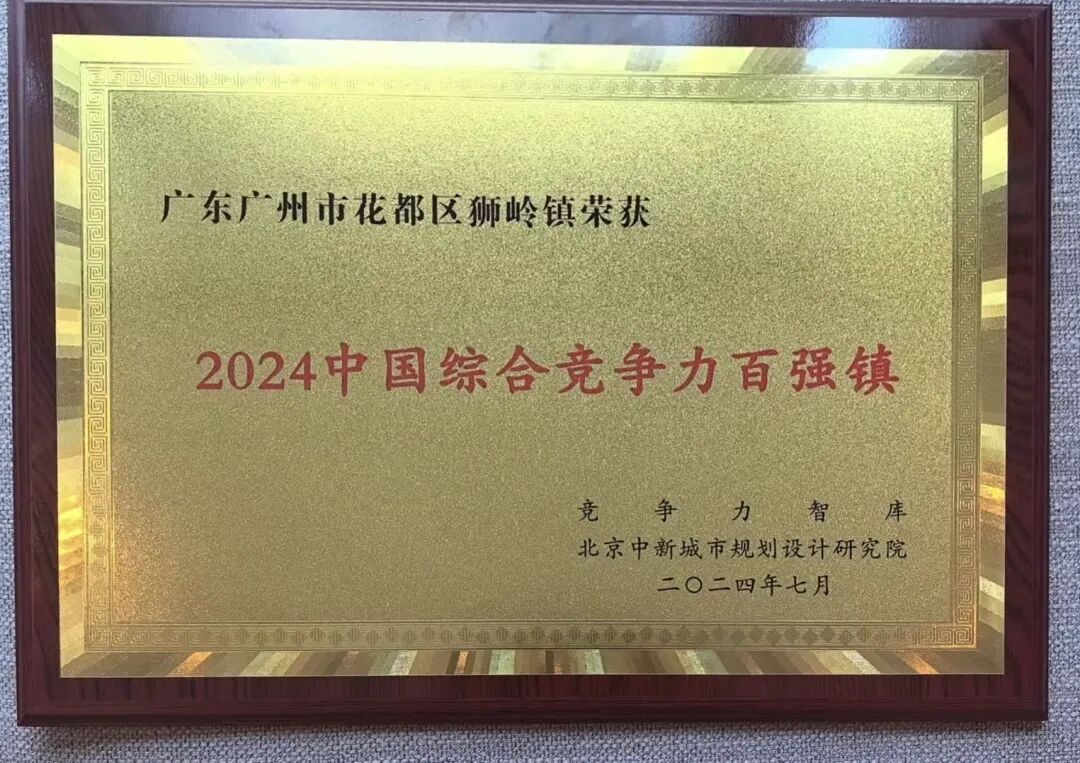 广东广州市花都区狮岭镇荣获
2024中国综合竞争力百强镇
竞争力智库
北京中新城市规划设计研究院
二〇二四年七月